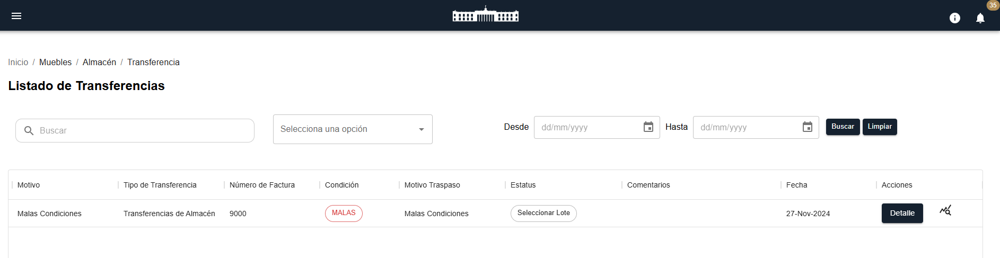 35
Inicio / Muebles / Almacén / Transferencia
Listado de Transferencias
Buscar
Selecciona una opción
Desde dd/mm/yyyy Hasta dd/mm/yyyy Buscar Limpiar
Motivo Tipo de Transferencia Número de Factura Condición Motivo Traspaso Estatus Comentarios Fecha Acciones
Malas Condiciones Transferencias de Almacén 9000 MALAS Malas Condiciones Seleccionar Lote 27-Nov-2024 Detalle